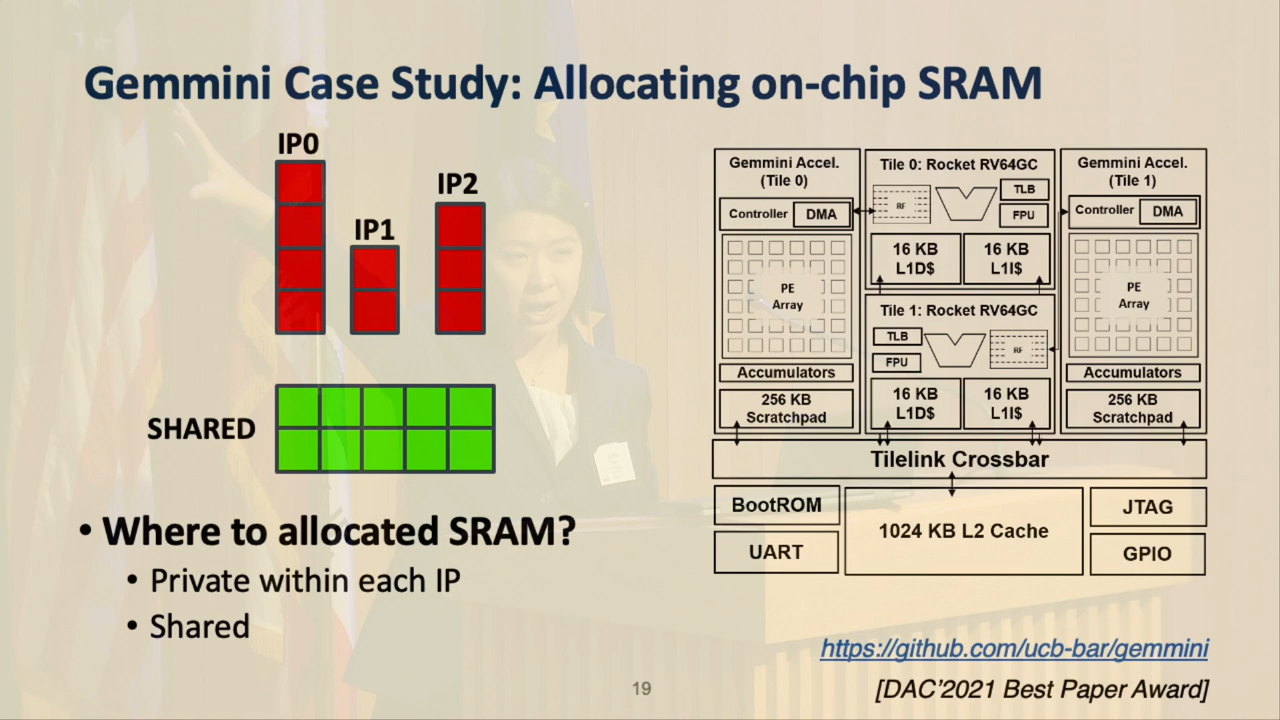 Gemmini Case Study: Allocating on-chip SRAM
IP0
IP1
IP2
SHARED
• Where to allocated SRAM?
• Private within each IP
• Shared
Gemmini Accel.
(Tile 0)
Controller
DMA
PE
Array
Accumulators
256 KB
Scratchpad
Tile 0: Rocket RV64GC
RF
TLB
FPU
16 KB
L1D$
16 KB
L1I$
Tile 1: Rocket RV64GC
TLB
FPU
RF
16 KB
L1D$
16 KB
L1I$
Gemmini Accel.
(Tile 1)
Controller
DMA
PE
Array
Accumulators
256 KB
Scratchpad
Tilelink Crossbar
BootROM
UART
1024 KB L2 Cache
JTAG
GPIO
https://github.com/ucb-bar/gemmini
[DAC'2021 Best Paper Award]
19